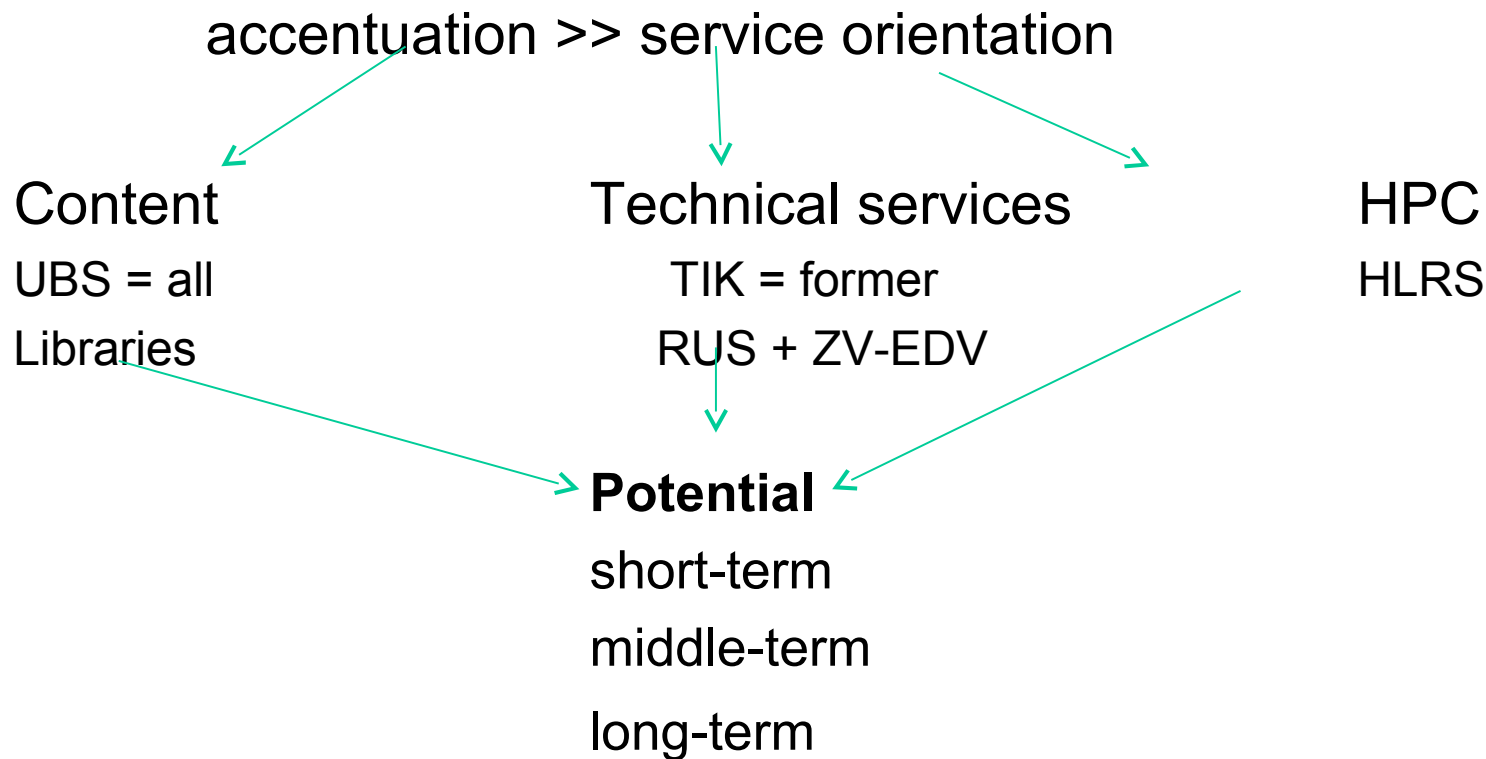 accentuation >> service orientation
Content
UBS = all
Libraries
Technical services
TIK = former
RUS + ZV-EDV
HPC
HLRS
Potential
short-term
middle-term
long-term